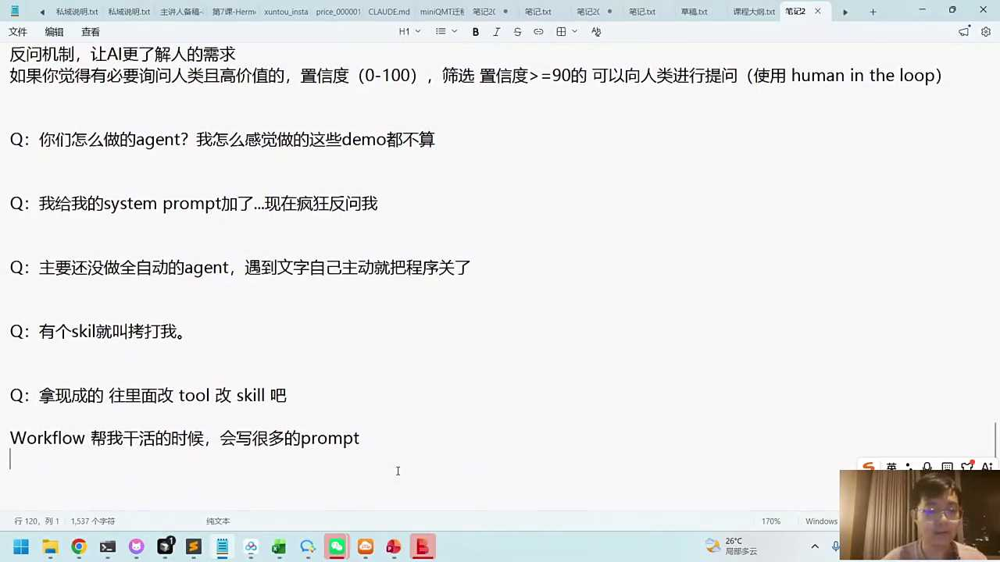 私域说明.txt 私域说明.txt 主讲人备稿- 第7课-Herm xuntou_insta price_000001 CLAUDE.md miniQMT迁移 笔记20 笔记.txt 笔记20 笔记.txt 草稿.txt 课程大纲.txt 笔记2
文件 编辑 查看 H1 B I S
反问机制，让AI更了解人的需求
如果你觉得有必要询问人类且高价值的，置信度（0-100），筛选 置信度>=90的 可以向人类进行提问（使用 human in the loop）
Q：你们怎么做的agent？我怎么感觉做的这些demo都不算
Q：我给我的system prompt加了...现在疯狂反问我
Q：主要还没做全自动的agent，遇到文字自己主动就把程序关了
Q：有个skil就叫拷打我。
Q：拿现成的 往里面改 tool 改 skill 吧
Workflow 帮我干活的时候，会写很多的prompt
英
行 120，列 1 1,537 个字符 纯文本 170% Windows
26°C
局部多云